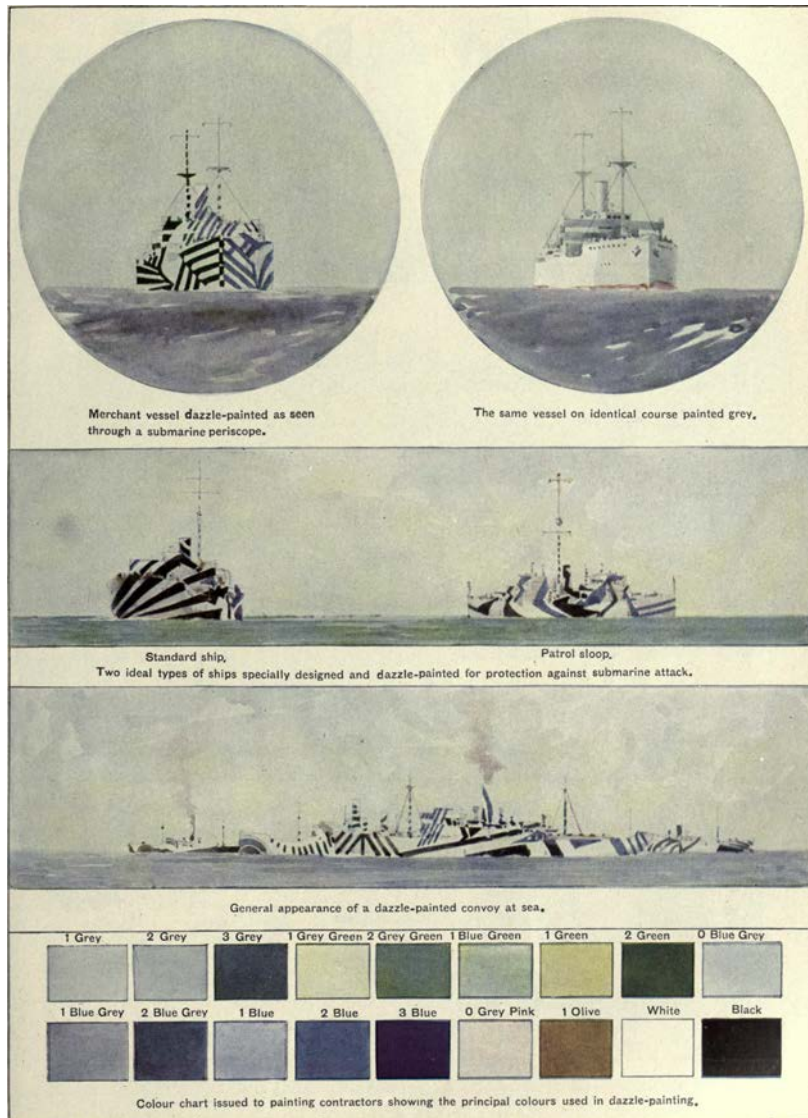 Merchant vessel dazzle-painted as seen
through a submarine periscope.
The same vessel on identical course painted grey.
Standard ship.
Patrol sloop.
Two ideal types of ships specially designed and dazzle-painted for protection against submarine attack.
General appearance of a dazzle-painted convoy at sea.
1 Grey 2 Grey 3 Grey 1 Grey Green 2 Grey Green 1 Blue Green 1 Green 2 Green 0 Blue Grey
1 Blue Grey 2 Blue Grey 1 Blue 2 Blue 3 Blue 0 Grey Pink 1 Olive White Black
Colour chart issued to painting contractors showing the principal colours used in dazzle-painting.